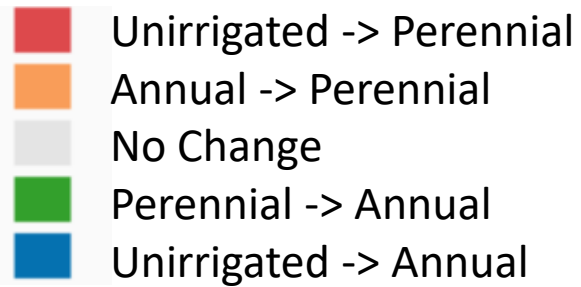 Unirrigated -> Perennial
Annual -> Perennial
No Change
Perennial -> Annual
Unirrigated -> Annual